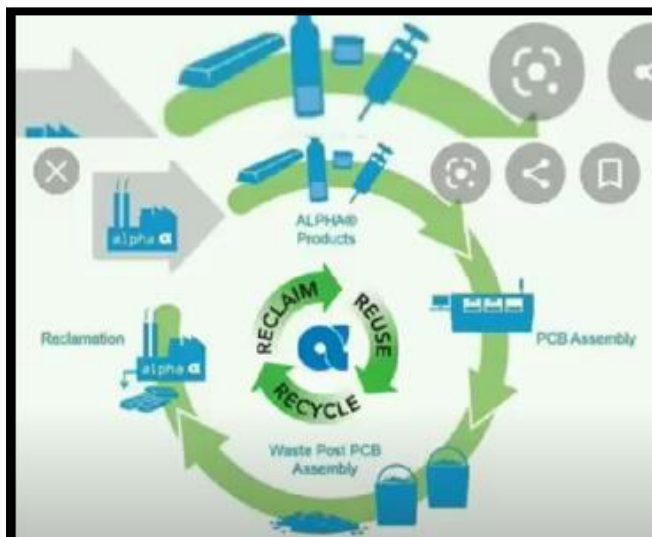 alpha α
ALPHA®
Products
RECLAIM
REUSE
RECYCLE
α
PCB Assembly
Reclamation
alpha α
Waste Post PCB
Assembly